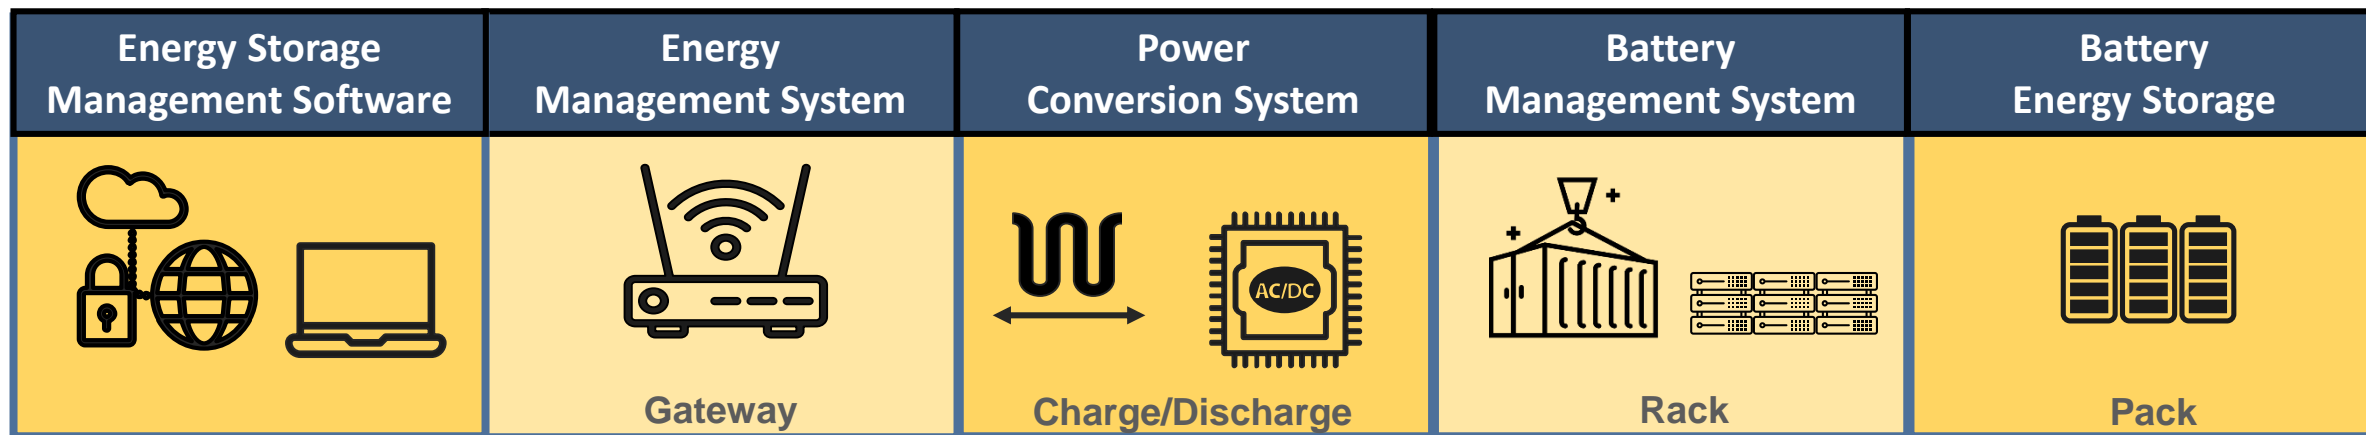 Energy Storage
Management Software
Energy
Management System
Power
Conversion System
Battery
Management System
Battery
Energy Storage
AC/DC
Gateway
Charge/Discharge
Rack
Pack